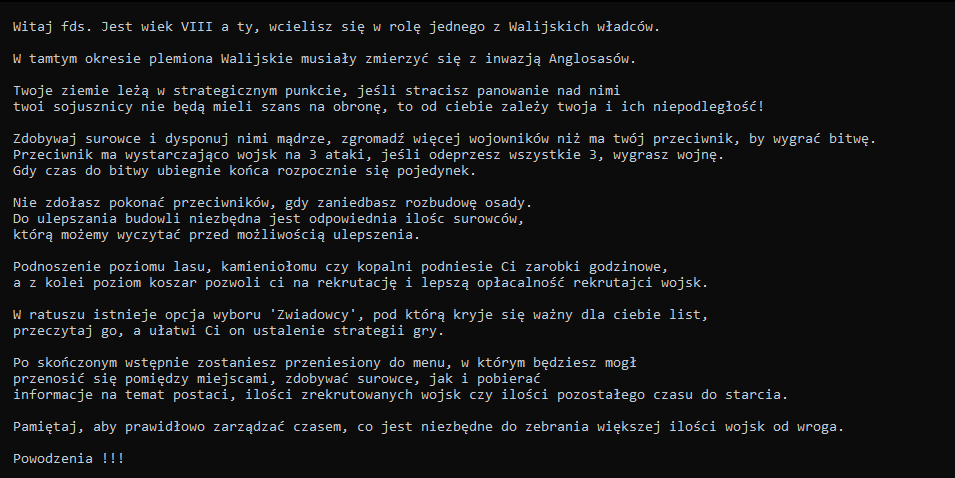 Witaj fds. Jest wiek VIII a ty, wcielisz się w rolę jednego z Walijskich władców.
W tamtym okresie plemiona Walijskie musiały zmierzyć się z inwazją Anglosasów.
Twoje ziemie leżą w strategicznym punkcie, jeśli stracisz panowanie nad nimi
twoi sojusznicy nie będą mieli szans na obronę, to od ciebie zależy twoja i ich niepodległość!
Zdobywaj surowce i dysponuj nimi mądrze, zgromadź więcej wojowników niż ma twój przeciwnik, by wygrać bitwę.
Przeciwnik ma wystarczająco wojsk na 3 ataki, jeśli odeprzesz wszystkie 3, wygrasz wojnę.
Gdy czas do bitwy ubiegnie końca rozpocznie się pojedynek.
Nie zdołasz pokonać przeciwników, gdy zaniedbasz rozbudowę osady.
Do ulepszania budowli niezbędna jest odpowiednia ilośc surowców,
którą możemy wyczytać przed możliwością ulepszenia.
Podnoszenie poziomu lasu, kamieniołomu czy kopalni podniesie Ci zarobki godzinowe,
a z kolei poziom koszar pozwoli ci na rekrutację i lepszą opłacalność rekrutajci wojsk.
W ratuszu istnieje opcja wyboru 'Zwiadowcy', pod którą kryje się ważny dla ciebie list,
przeczytaj go, a ułatwi Ci on ustalenie strategii gry.
Po skończonym wstępnie zostaniesz przeniesiony do menu, w którym będziesz mogł
przenosić się pomiędzy miejscami, zdobywać surowce, jak i pobierać
informacje na temat postaci, ilości zrekrutowanych wojsk czy ilości pozostałego czasu do starcia.
Pamiętaj, aby prawidłowo zarządzać czasem, co jest niezbędne do zebrania większej ilości wojsk od wroga.
Powodzenia !!!